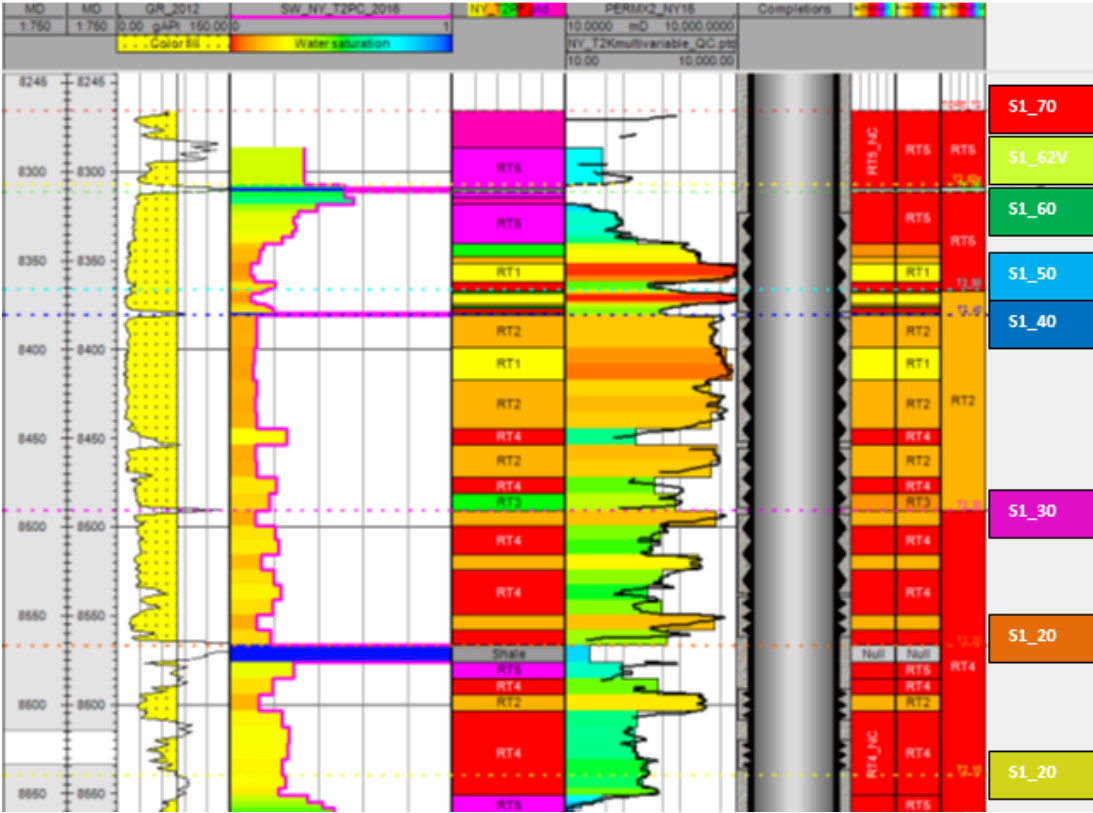 MD MD GR_2012 SW_NY_T2PC_2016 PERMX2_NY16 Completions
1:750 1:750 0.00 gAPI 150.00 0 1 10.0000 mD 10,000.0000
Color fill Water saturation NY_T2Kmultivariable_QC.ptd
10.00 10,000.00
8245 8245
8300 8300
8350 8350
8400 8400
8450 8450
8500 8500
8550 8550
8600 8600
8650 8650
RT5
RT1
RT2
RT1
RT2
RT4
RT2
RT4
RT3
RT4
RT4
Shale
RT5
RT4
RT2
RT4
RT5
RT5_NC
Null
RT4_NC
RT5
RT5
RT1
RT2
RT1
RT2
RT4
RT2
RT4
RT3
RT4
RT4
Null
RT5
RT4
RT2
RT4
RT5
RT5
RT5
RT2
RT4
S1_70
S1_62V
S1_60
S1_50
S1_40
S1_30
S1_20
S1_20